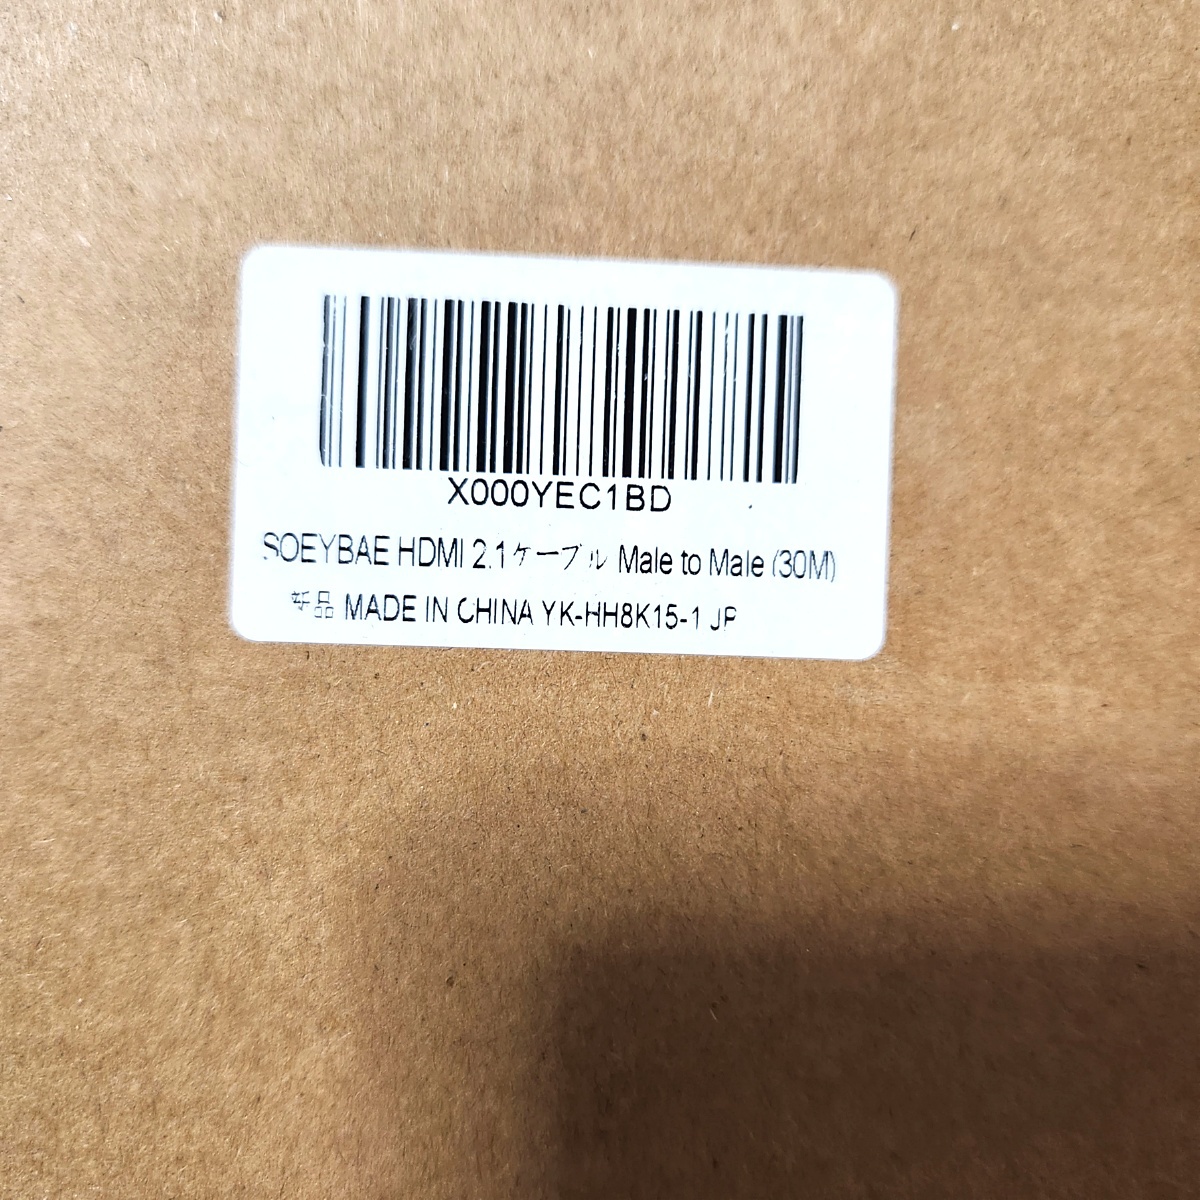 X000YEC1BD
SOEYBAE HDMI 2.1ケーブル Male to Male (30M)
新品 MADE IN CHINA YK-HH8K15-1 JP